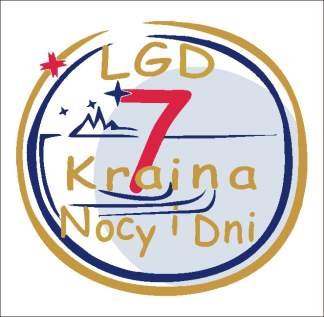 LGD
7
Kraina
Nocy i Dni